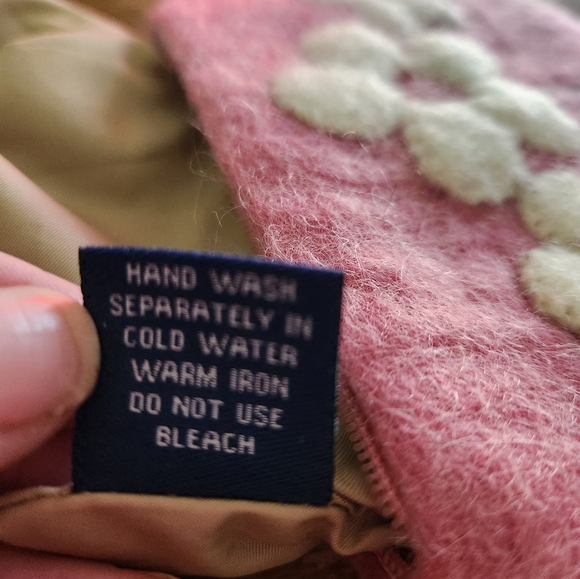 HAND WASH
SEPARATELY IN
COLD WATER
WARM IRON
DO NOT USE
BLEACH